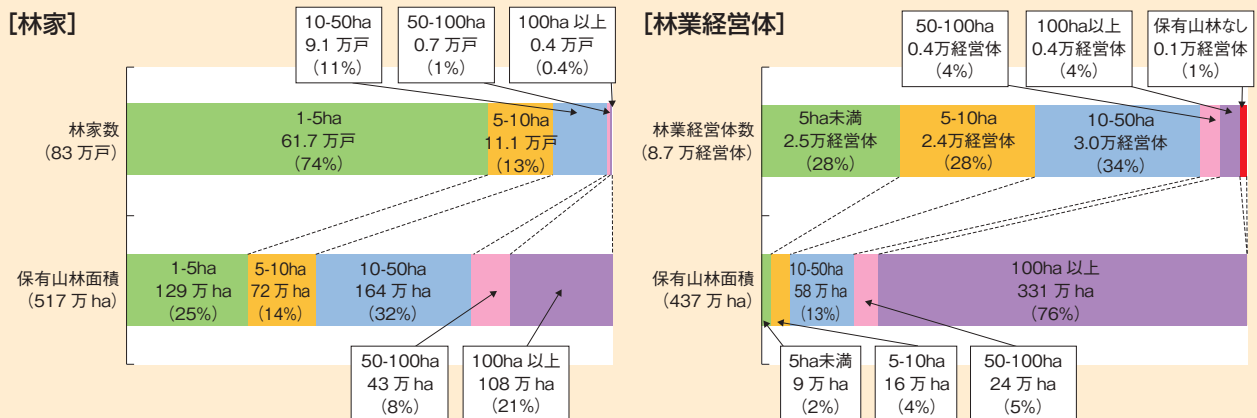 [林家]
10-50ha
9.1 万戸
(11%)
50-100ha
0.7 万戸
(1%)
100ha 以上
0.4 万戸
(0.4%)
林家数
(83 万戸)
1-5ha
61.7 万戸
(74%)
5-10ha
11.1 万戸
(13%)
保有山林面積
(517万 ha)
1-5ha
129 万 ha
(25%)
5-10ha
72 万 ha
(14%)
10-50ha
164 万 ha
(32%)
50-100ha
43 万 ha
(8%)
100ha 以上
108 万 ha
(21%)
[林業経営体]
50-100ha
0.4万経営体
(4%)
100ha以上
0.4万経営体
(4%)
保有山林なし
0.1万経営体
(1%)
林業経営体数
(8.7 万経営体)
5ha未満
2.5万経営体
(28%)
5-10ha
2.4万経営体
(28%)
10-50ha
3.0万経営体
(34%)
保有山林面積
(437万 ha)
10-50ha
58万 ha
(13%)
100ha 以上
331 万 ha
(76%)
5ha未満
9 万 ha
(2%)
5-10ha
16 万 ha
(4%)
50-100ha
24 万 ha
(5%)